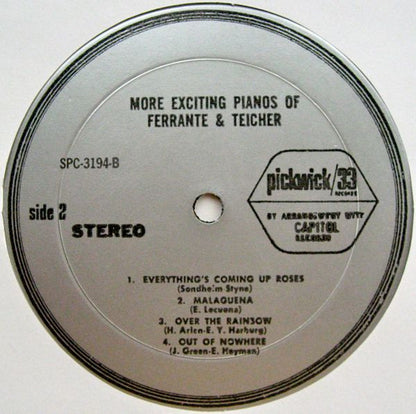 MORE EXCITING PIANOS OF
FERRANTE & TEICHER
SPC-3194-B
pickwick/33
RECORDS
BY ARRANGEMENT WITH
CAPITOL
RECORDS
side 2
STEREO
1. EVERYTHING'S COMING UP ROSES
(Sondheim Styne)
2. MALAGUENA
(E. Lecuona)
3. OVER THE RAINBOW
(H. Arlen-E. Y. Harburg)
4. OUT OF NOWHERE
(J. Green-E. Heyman)